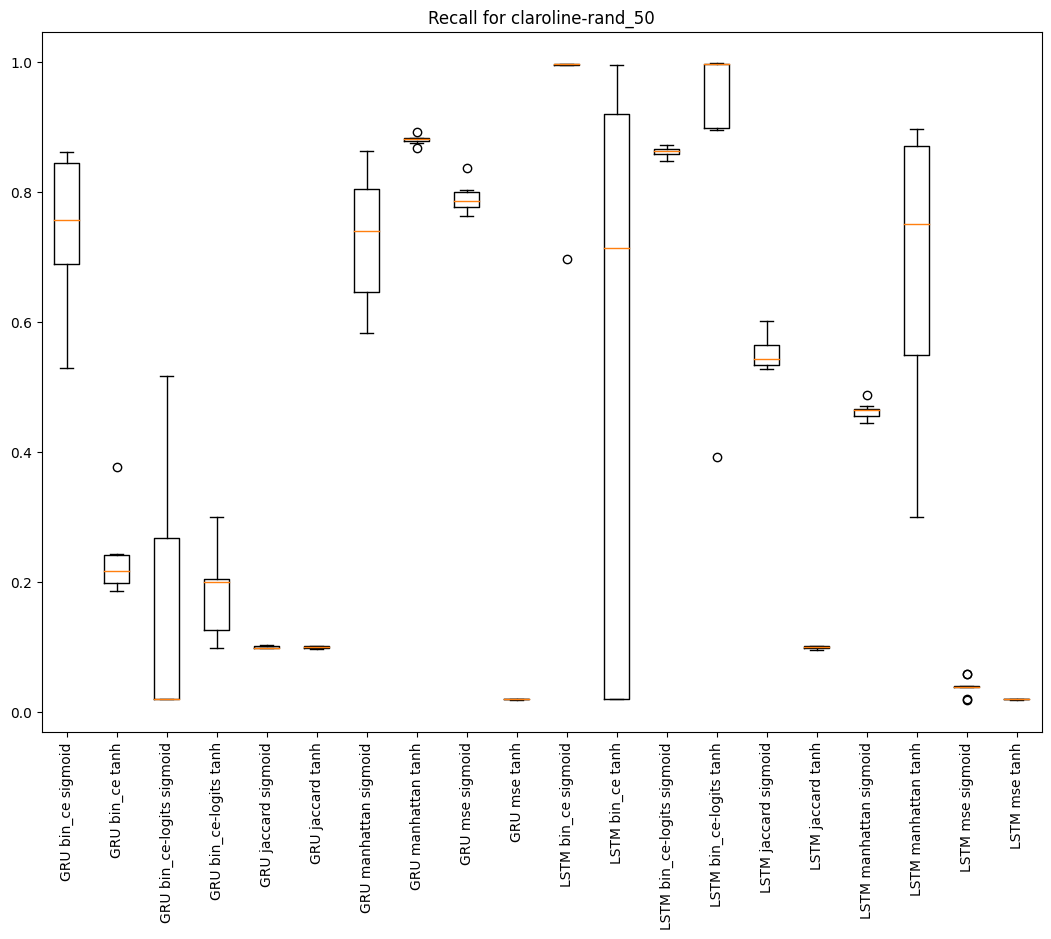 Recall for claroline-rand_50
1.0
0.8
0.6
0.4
0.2
0.0
GRU bin_ce sigmoid
GRU bin_ce tanh
GRU bin_ce-logits sigmoid
GRU bin_ce-logits tanh
GRU jaccard sigmoid
GRU jaccard tanh
GRU manhattan sigmoid
GRU manhattan tanh
GRU mse sigmoid
GRU mse tanh
LSTM bin_ce sigmoid
LSTM bin_ce tanh
LSTM bin_ce-logits sigmoid
LSTM bin_ce-logits tanh
LSTM jaccard sigmoid
LSTM jaccard tanh
LSTM manhattan sigmoid
LSTM manhattan tanh
LSTM mse sigmoid
LSTM mse tanh